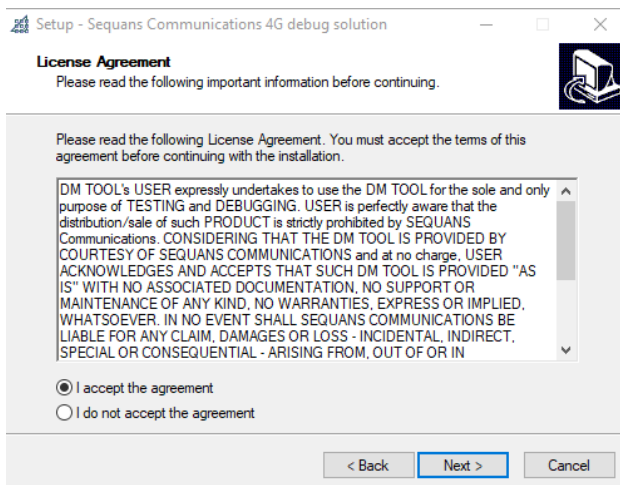 Setup - Sequans Communications 4G debug solution
License Agreement
Please read the following important information before continuing.
Please read the following License Agreement. You must accept the terms of this
agreement before continuing with the installation.
DM TOOL's USER expressly undertakes to use the DM TOOL for the sole and only
purpose of TESTING and DEBUGGING. USER is perfectly aware that the
distribution/sale of such PRODUCT is strictly prohibited by SEQUANS
Communications. CONSIDERING THAT THE DM TOOL IS PROVIDED BY
COURTESY OF SEQUANS COMMUNICATIONS and at no charge, USER
ACKNOWLEDGES AND ACCEPTS THAT SUCH DM TOOL IS PROVIDED "AS
IS" WITH NO ASSOCIATED DOCUMENTATION, NO SUPPORT OR
MAINTENANCE OF ANY KIND, NO WARRANTIES, EXPRESS OR IMPLIED,
WHATSOEVER. IN NO EVENT SHALL SEQUANS COMMUNICATIONS BE
LIABLE FOR ANY CLAIM, DAMAGES OR LOSS - INCIDENTAL, INDIRECT,
SPECIAL OR CONSEQUENTIAL - ARISING FROM, OUT OF OR IN
I accept the agreement
I do not accept the agreement
< Back Next > Cancel